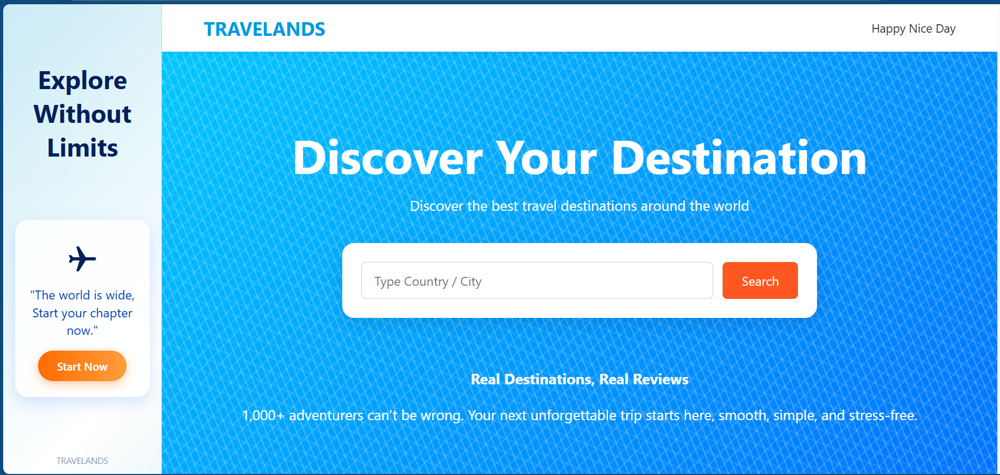 Explore
Without
Limits
"The world is wide,
Start your chapter
now."
Start Now
TRAVELANDS
TRAVELANDS
Happy Nice Day
Discover Your Destination
Discover the best travel destinations around the world
Type Country / City
Search
Real Destinations, Real Reviews
1,000+ adventurers can’t be wrong. Your next unforgettable trip starts here, smooth, simple, and stress-free.